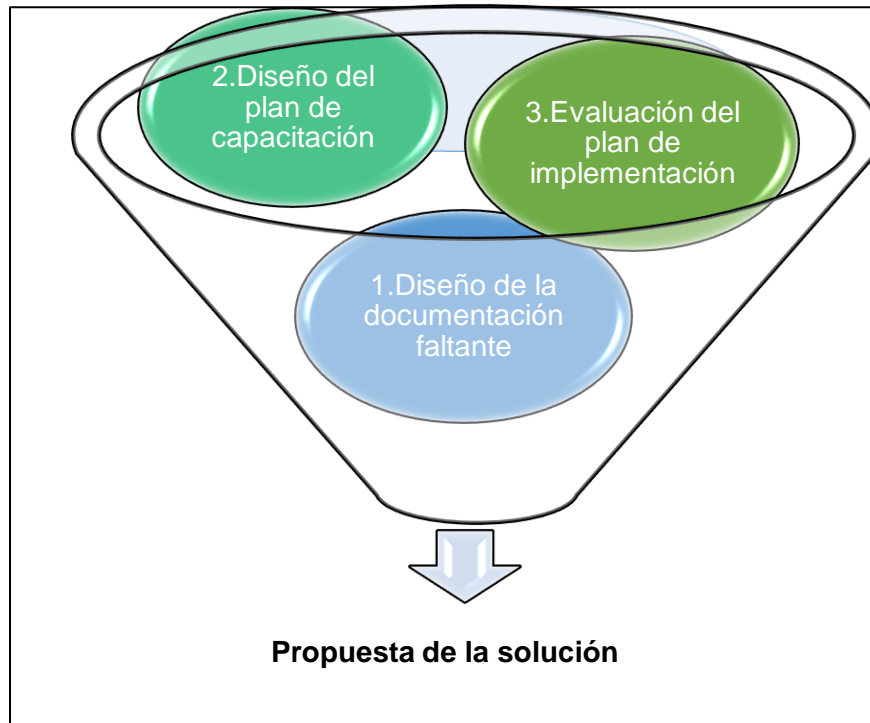 2.Diseño del
plan de
capacitación
3.Evaluación del
plan de
implementación
1.Diseño de la
documentación
faltante
Propuesta de la solución